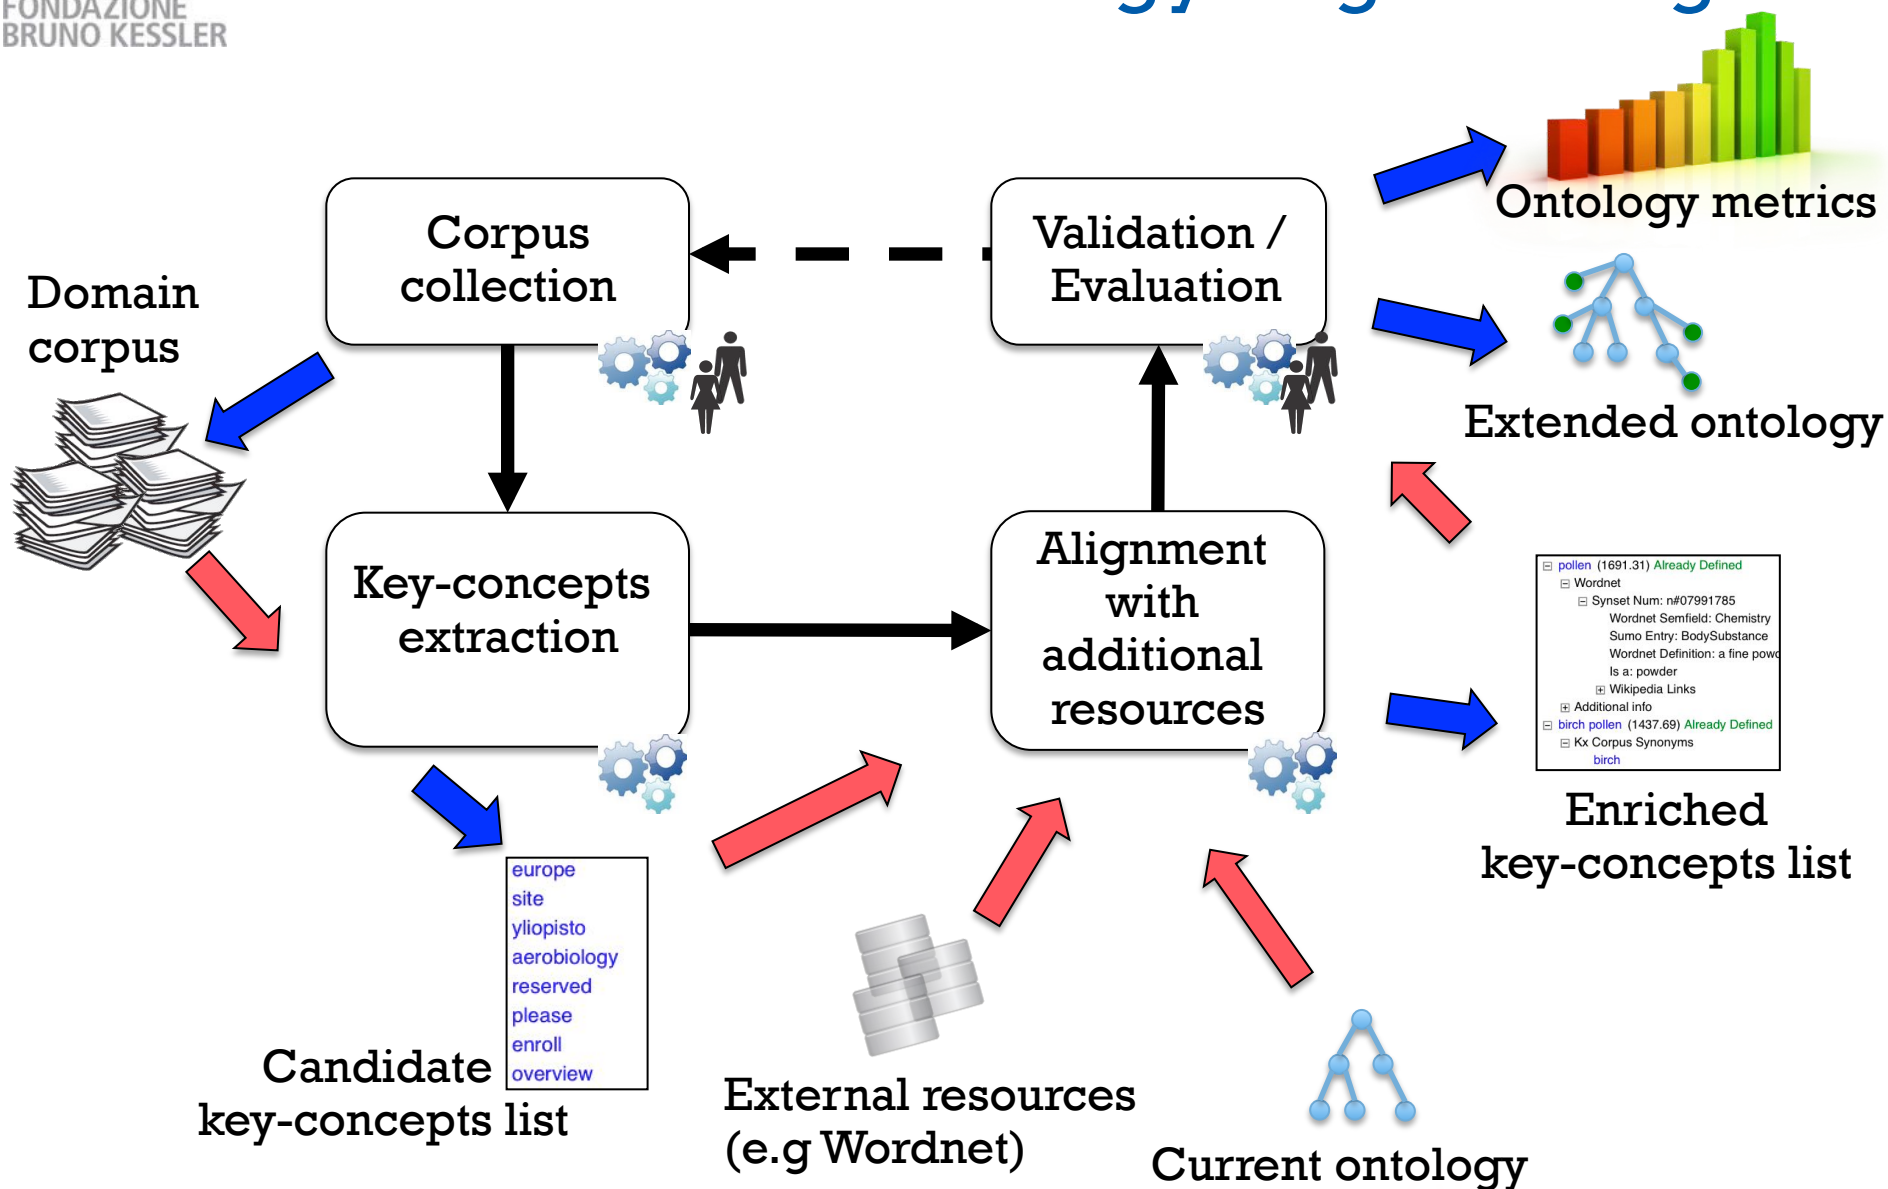 FONDAZIONE
BRUNO KESSLER
Ontology metrics
Corpus
collection
Validation /
Evaluation
Domain
corpus
Extended ontology
Key-concepts
extraction
Alignment
with
additional
resources
pollen (1691.31) Already Defined
Wordnet
Synset Num: n#07991785
Wordnet Semfield: Chemistry
Sumo Entry: BodySubstance
Wordnet Definition: a fine powd
Is a: powder
Wikipedia Links
Additional info
birch pollen (1437.69) Already Defined
Kx Corpus Synonyms
birch
Enriched
key-concepts list
europe
site
yliopisto
aerobiology
reserved
please
enroll
overview
Candidate
key-concepts list
External resources
(e.g Wordnet)
Current ontology